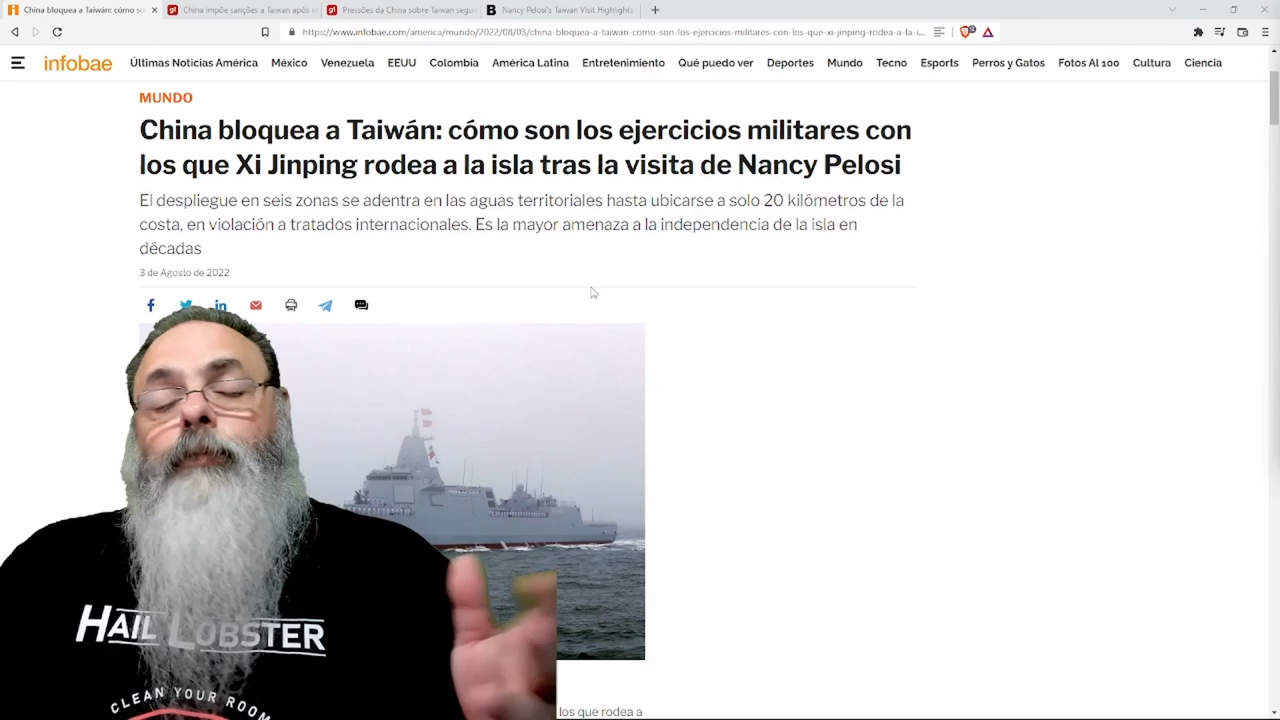 China bloquea a Taiwán: cómo so
China impõe sanções a Taiwan após v
Pressões da China sobre Taiwan segu
Nancy Pelosi's Taiwan Visit Highlights
https://www.infobae.com/america/mundo/2022/08/03/china-bloquea-a-taiwan-como-son-los-ejercicios-militares-con-los-que-xi-jinping-rodea-a-la-i...
infobae
Últimas Noticias América México Venezuela EEUU Colombia América Latina Entretenimiento Qué puedo ver Deportes Mundo Tecno Esports Perros y Gatos Fotos Al 100 Cultura Ciencia
MUNDO
China bloquea a Taiwán: cómo son los ejercicios militares con
los que Xi Jinping rodea a la isla tras la visita de Nancy Pelosi
El despliegue en seis zonas se adentra en las aguas territoriales hasta ubicarse a solo 20 kilómetros de la
costa, en violación a tratados internacionales. Es la mayor amenaza a la independencia de la isla en
décadas
3 de Agosto de 2022
HAIL LOBSTER
CLEAN YOUR ROOM
los que rodea a